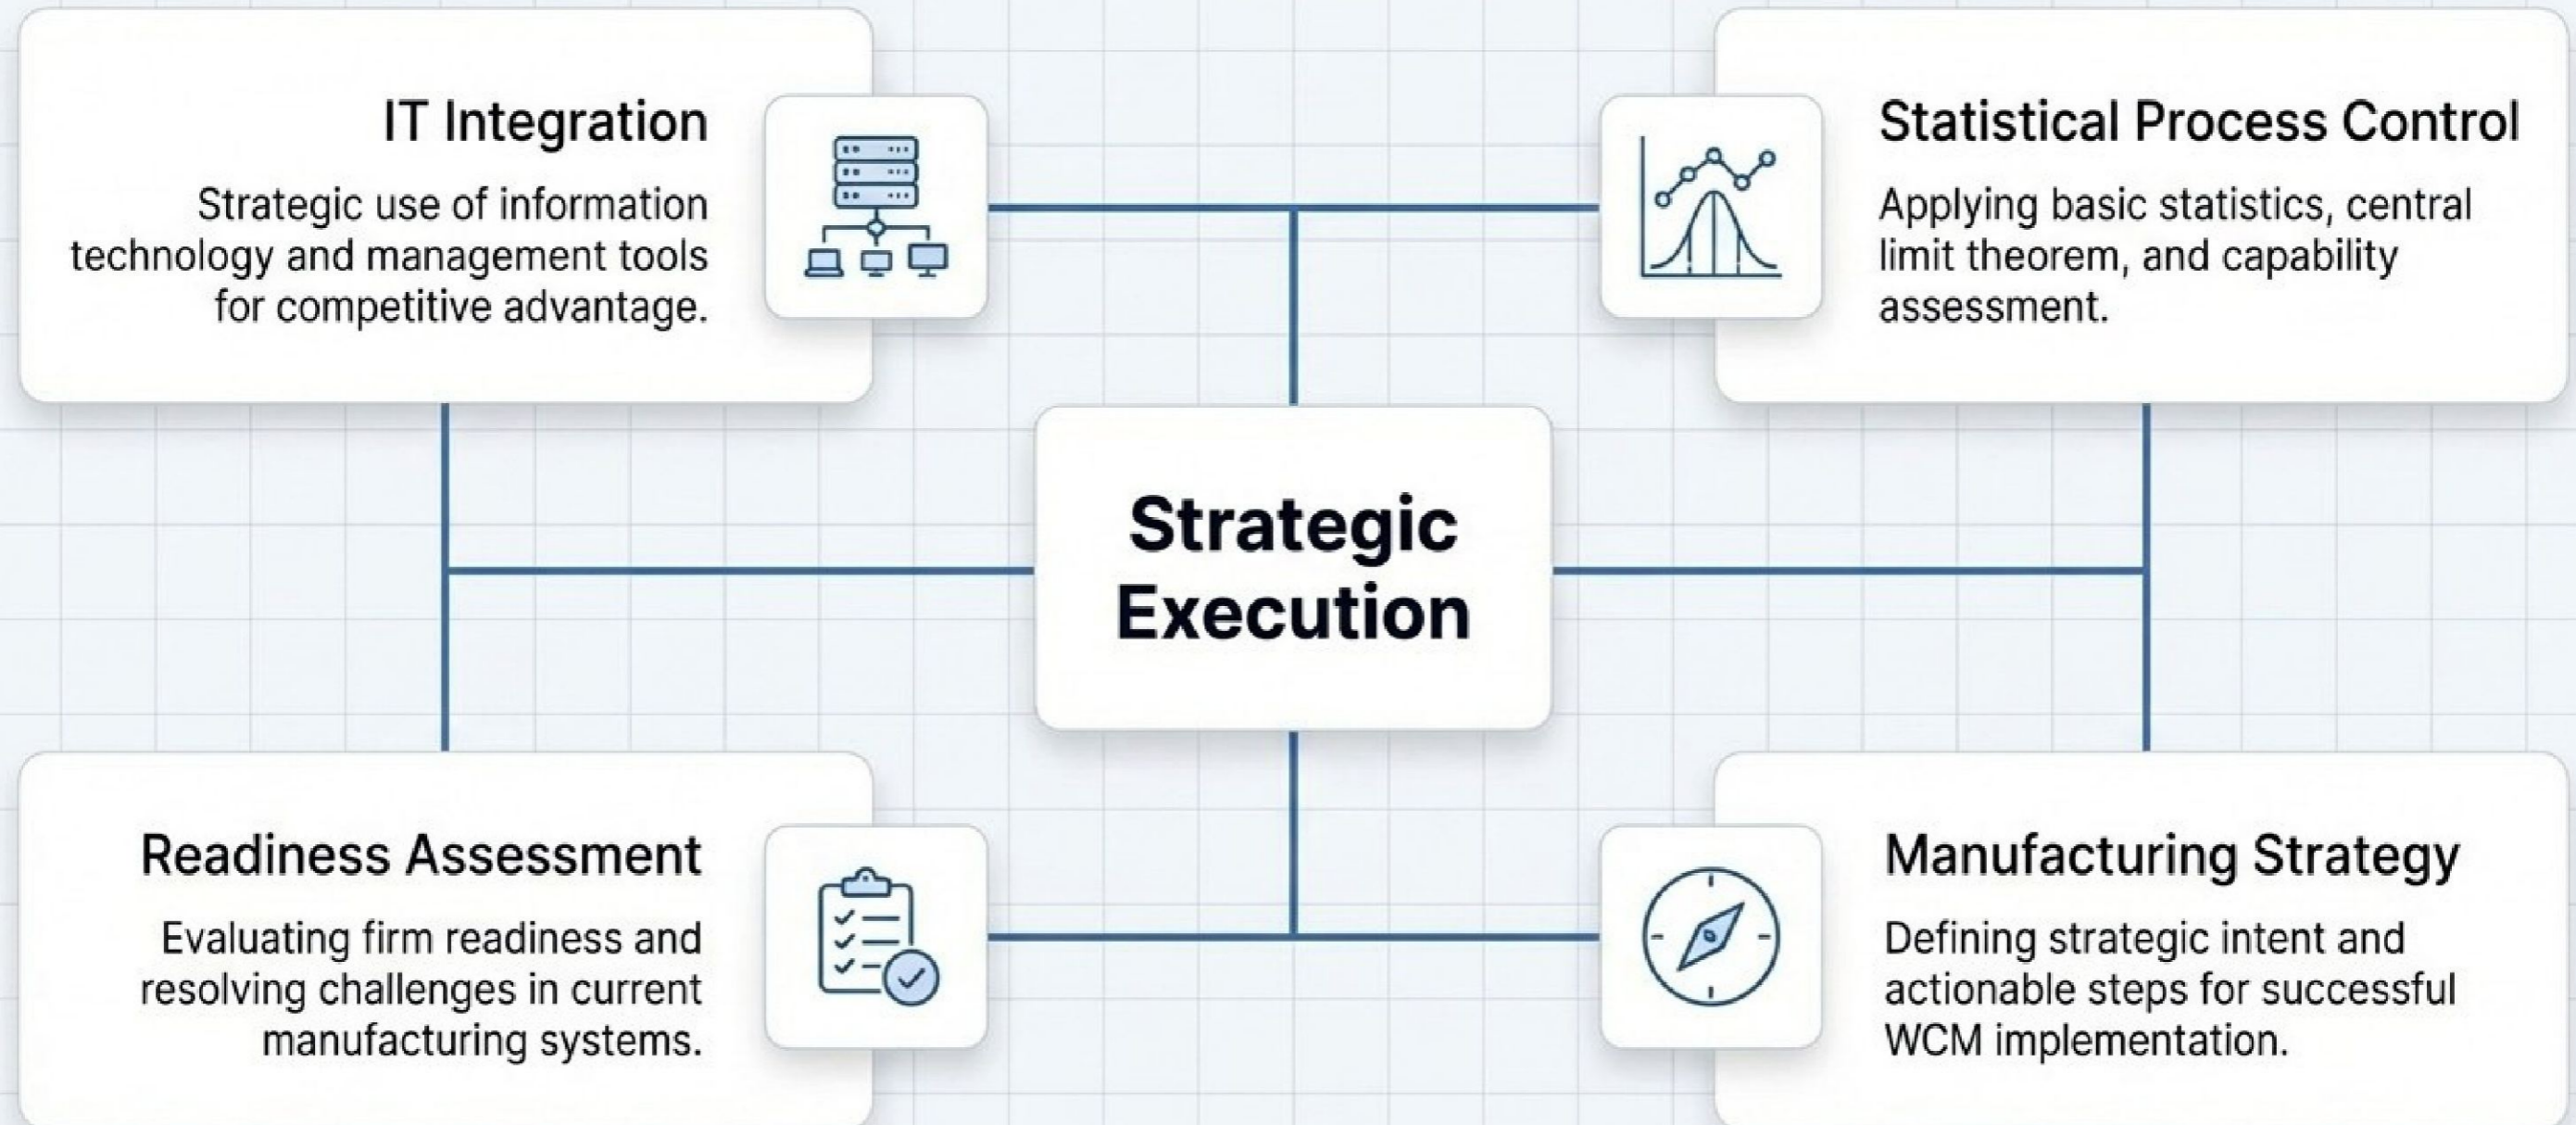 IT Integration
Strategic use of information
technology and management tools
for competitive advantage.
Statistical Process Control
Applying basic statistics, central
limit theorem, and capability
assessment.
Strategic
Execution
Readiness Assessment
Evaluating firm readiness and
resolving challenges in current
manufacturing systems.
Manufacturing Strategy
Defining strategic intent and
actionable steps for successful
WCM implementation.